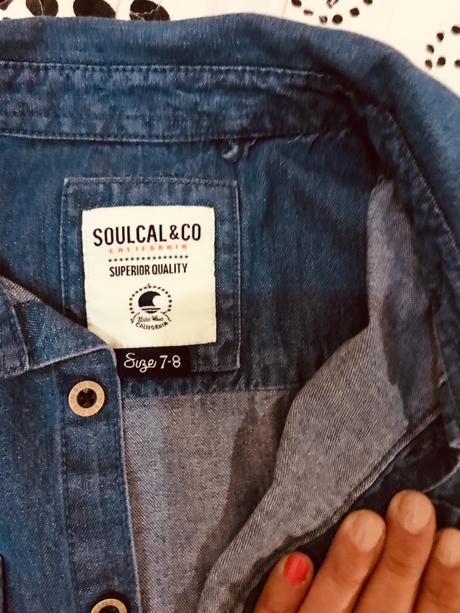 SOULCAL&CO
CALIFORNIA
SUPERIOR QUALITY
CALIFORNIA
Size 7-8